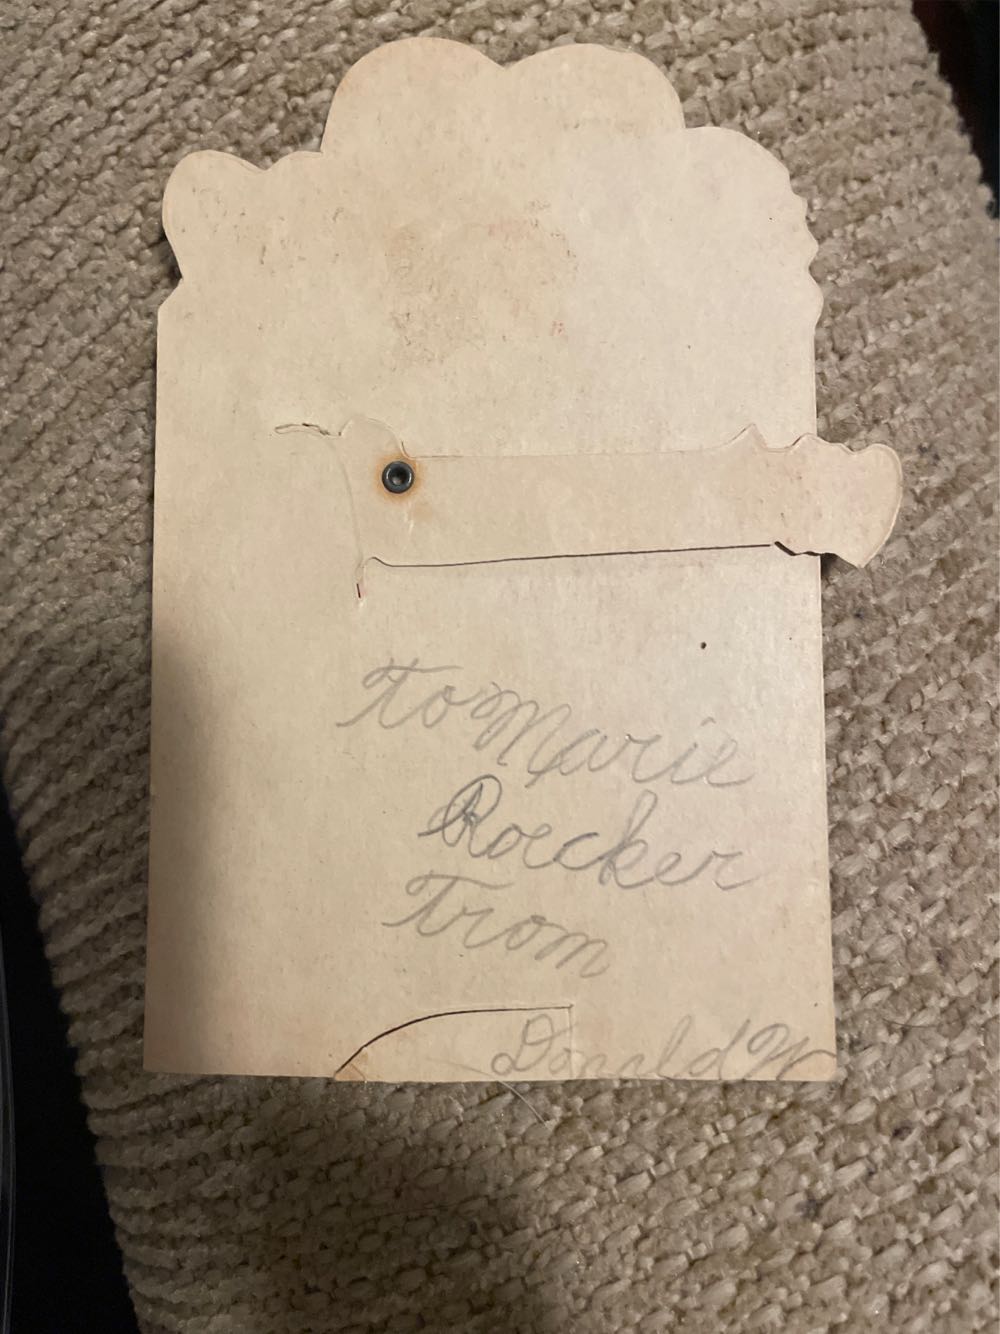 to Marie
Roecker
From
Donald W